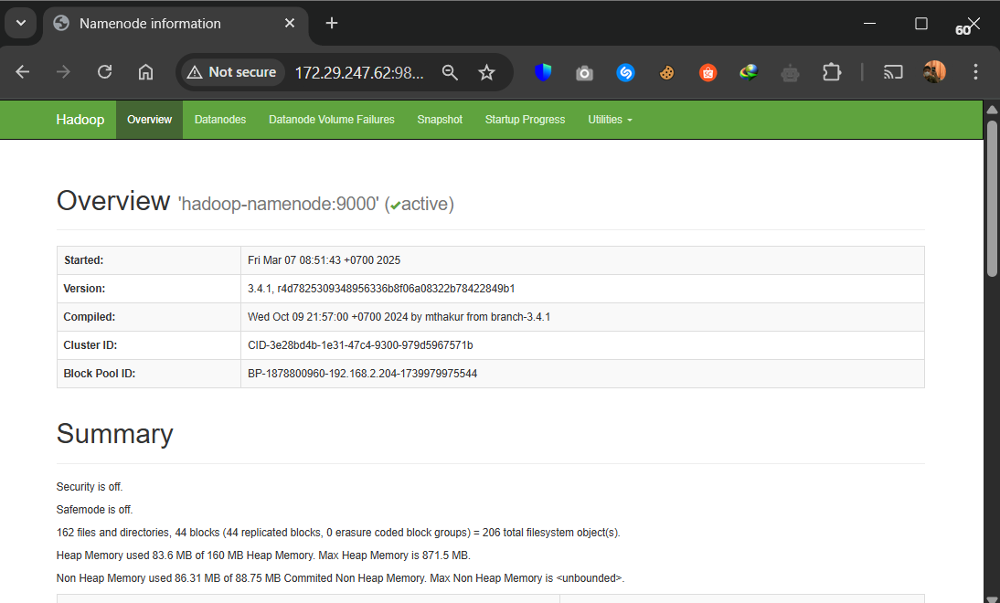 Namenode information
60
Not secure 172.29.247.62:98...
Hadoop Overview Datanodes Datanode Volume Failures Snapshot Startup Progress Utilities
Overview 'hadoop-namenode:9000' (✔active)
Started: Fri Mar 07 08:51:43 +0700 2025
Version: 3.4.1, r4d7825309348956336b8f06a08322b78422849b1
Compiled: Wed Oct 09 21:57:00 +0700 2024 by mthakur from branch-3.4.1
Cluster ID: CID-3e28bd4b-1e31-47c4-9300-979d5967571b
Block Pool ID: BP-1878800960-192.168.2.204-1739979975544
Summary
Security is off.
Safemode is off.
162 files and directories, 44 blocks (44 replicated blocks, 0 erasure coded block groups) = 206 total filesystem object(s).
Heap Memory used 83.6 MB of 160 MB Heap Memory. Max Heap Memory is 871.5 MB.
Non Heap Memory used 86.31 MB of 88.75 MB Commited Non Heap Memory. Max Non Heap Memory is <unbounded>.